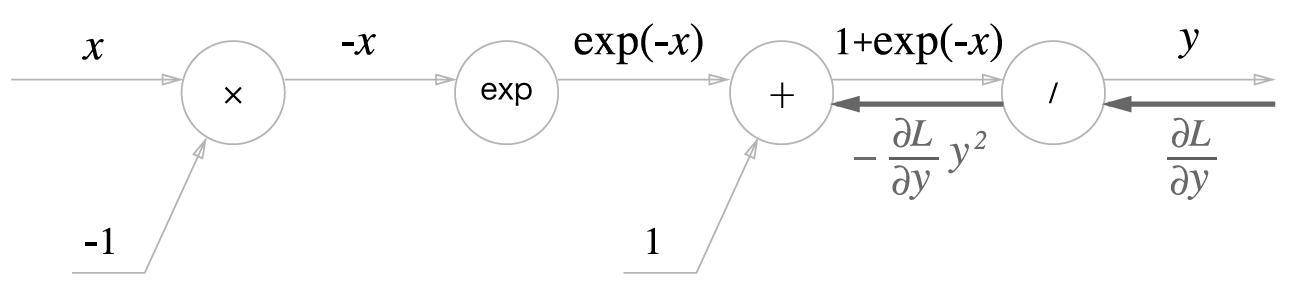 x -x exp(-x) 1+exp(-x) y
× exp + /
-∂L/∂y y² ∂L/∂y
-1 1